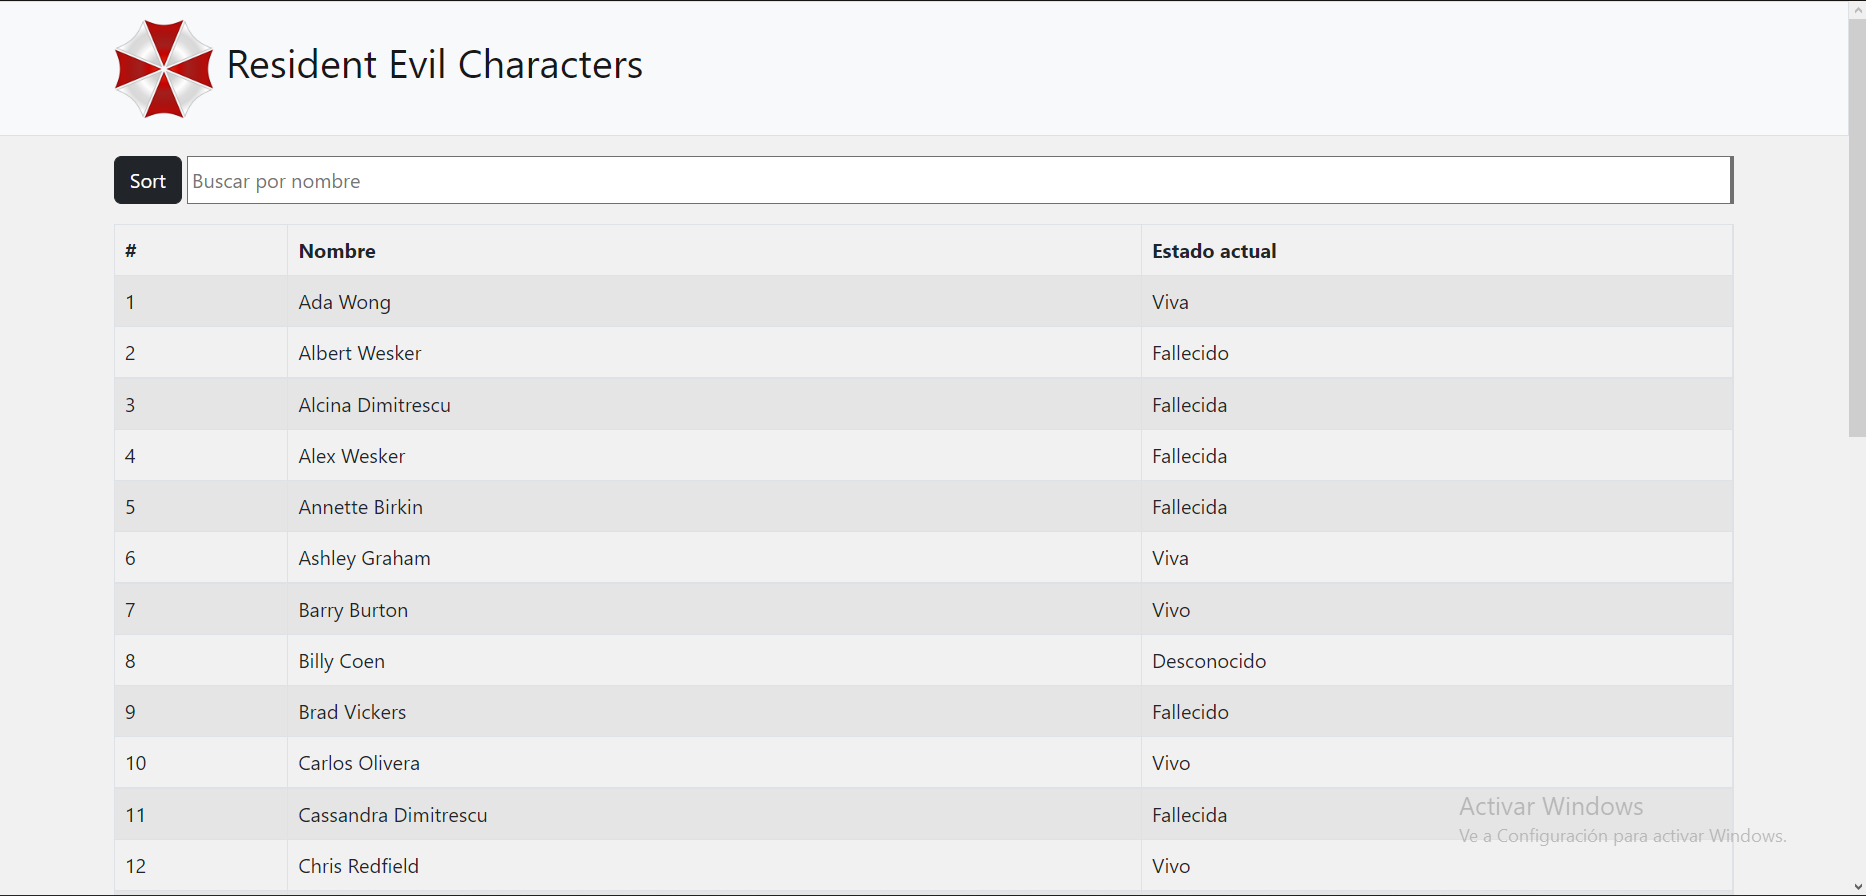 Resident Evil Characters
Sort Buscar por nombre
# Nombre Estado actual
1 Ada Wong Viva
2 Albert Wesker Fallecido
3 Alcina Dimitrescu Fallecida
4 Alex Wesker Fallecida
5 Annette Birkin Fallecida
6 Ashley Graham Viva
7 Barry Burton Vivo
8 Billy Coen Desconocido
9 Brad Vickers Fallecido
10 Carlos Olivera Vivo
11 Cassandra Dimitrescu Fallecida
12 Chris Redfield Vivo
Activar Windows
Ve a Configuración para activar Windows.